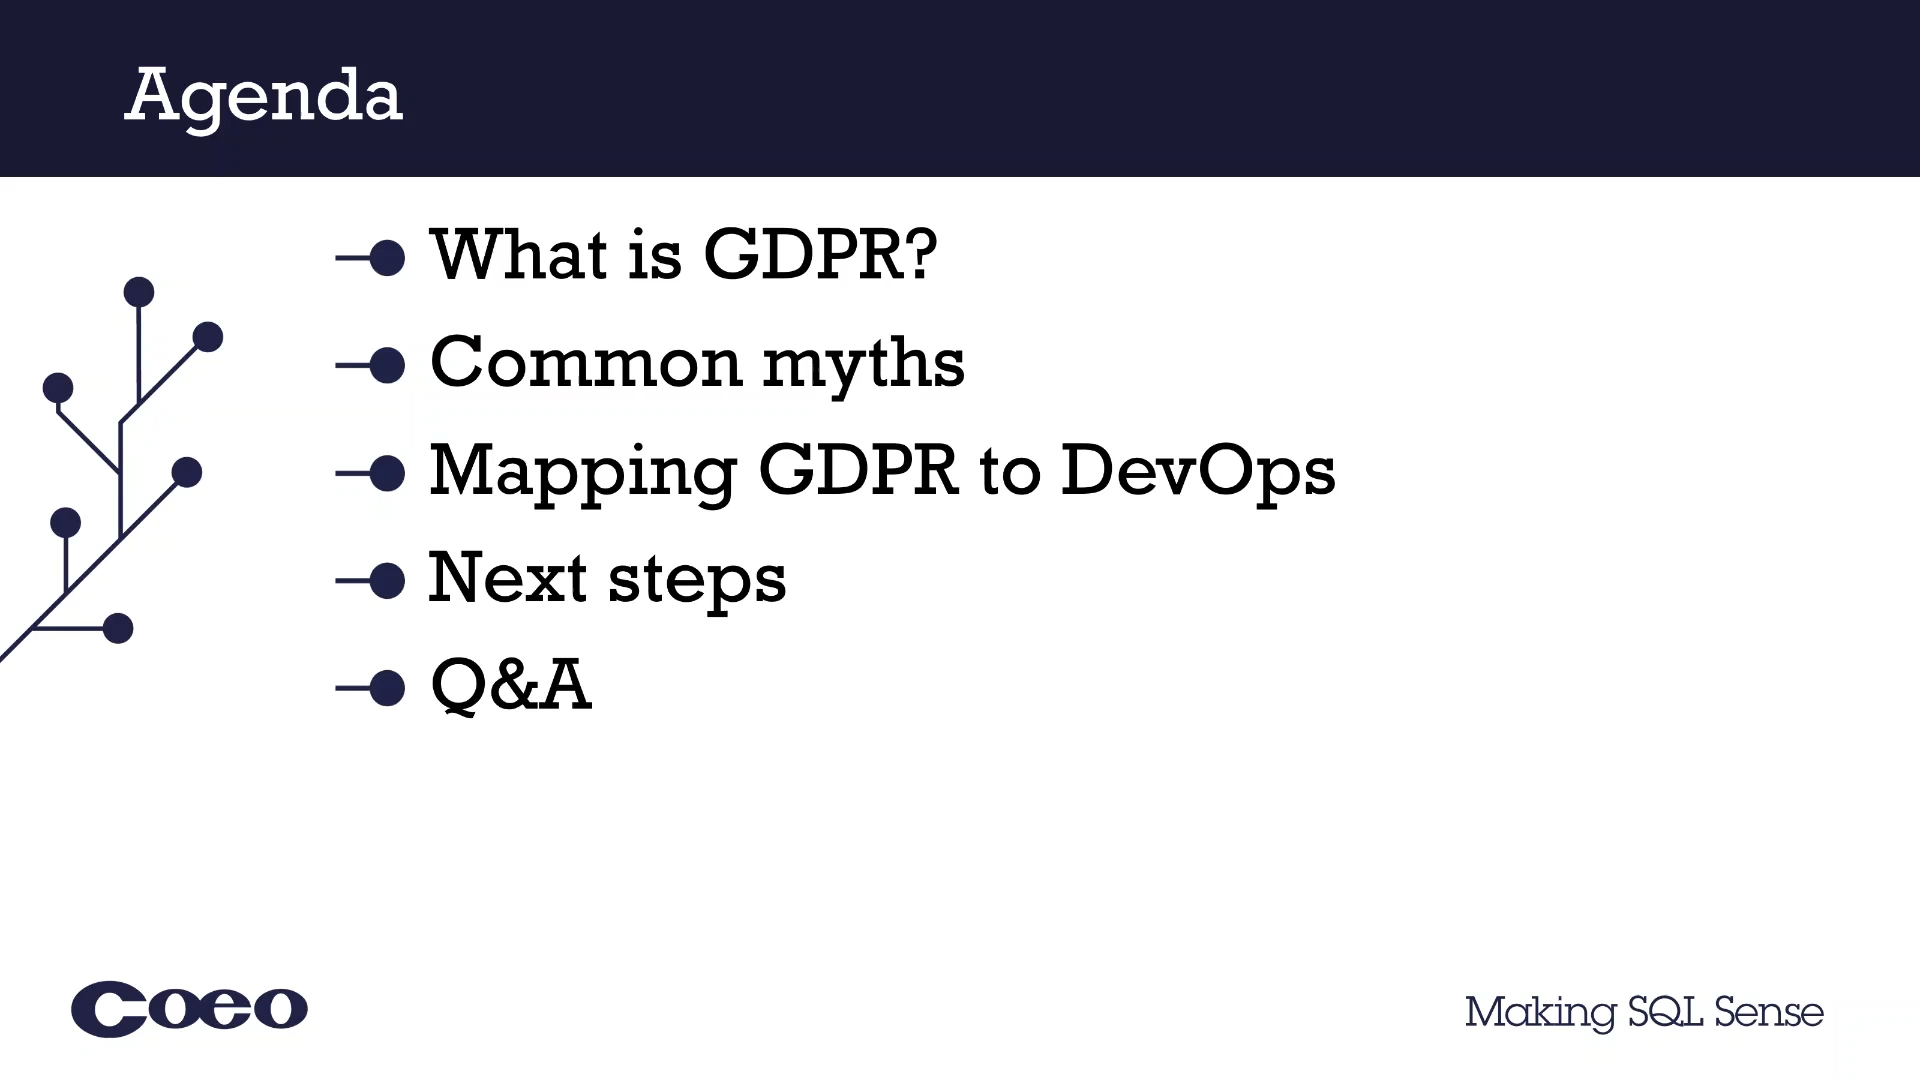 Agenda
What is GDPR?
Common myths
Mapping GDPR to DevOps
Next steps
Q&A
Coeo
Making SQL Sense